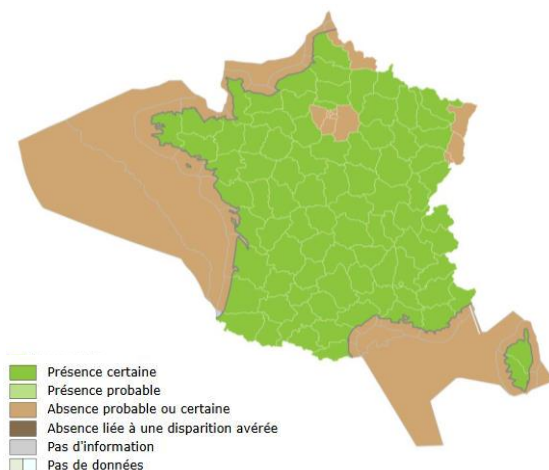 Présence certaine
Présence probable
Absence probable ou certaine
Absence liée à une disparition avérée
Pas d'information
Pas de données